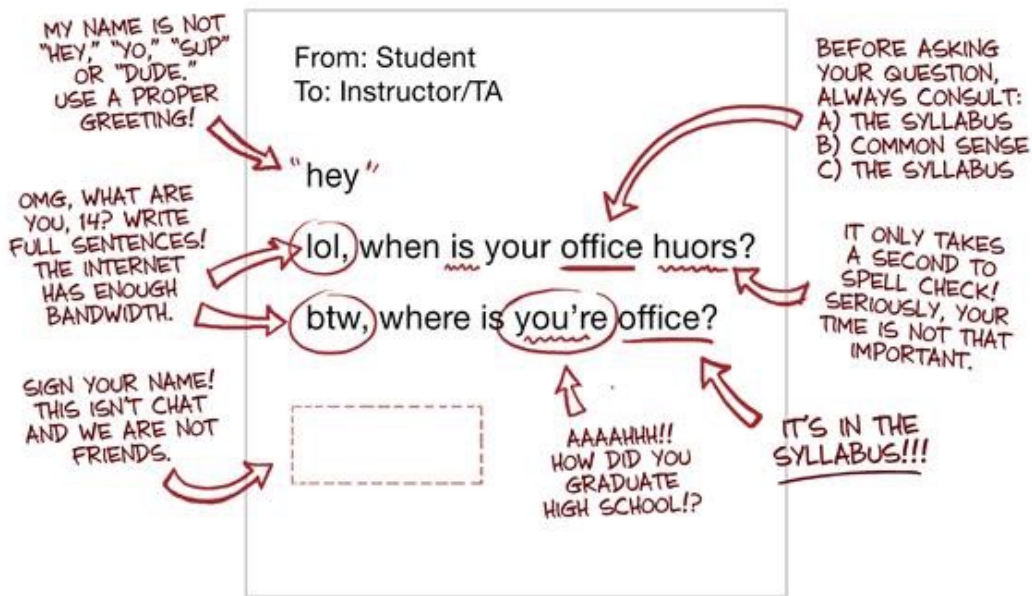 MY NAME IS NOT
"HEY," "YO," "SUP"
OR "DUDE."
USE A PROPER
GREETING!
From: Student
To: Instructor/TA
BEFORE ASKING
YOUR QUESTION,
ALWAYS CONSULT:
A) THE SYLLABUS
B) COMMON SENSE
C) THE SYLLABUS
"hey"
OMG, WHAT ARE
YOU, 14? WRITE
FULL SENTENCES!
THE INTERNET
HAS ENOUGH
BANDWIDTH.
lol, when is your office huors?
btw, where is you're office?
IT ONLY TAKES
A SECOND TO
SPELL CHECK!
SERIOUSLY, YOUR
TIME IS NOT THAT
IMPORTANT.
SIGN YOUR NAME!
THIS ISN'T CHAT
AND WE ARE NOT
FRIENDS.
AAAAHHH!!
HOW DID YOU
GRADUATE
HIGH SCHOOL!?
IT'S IN THE
SYLLABUS!!!